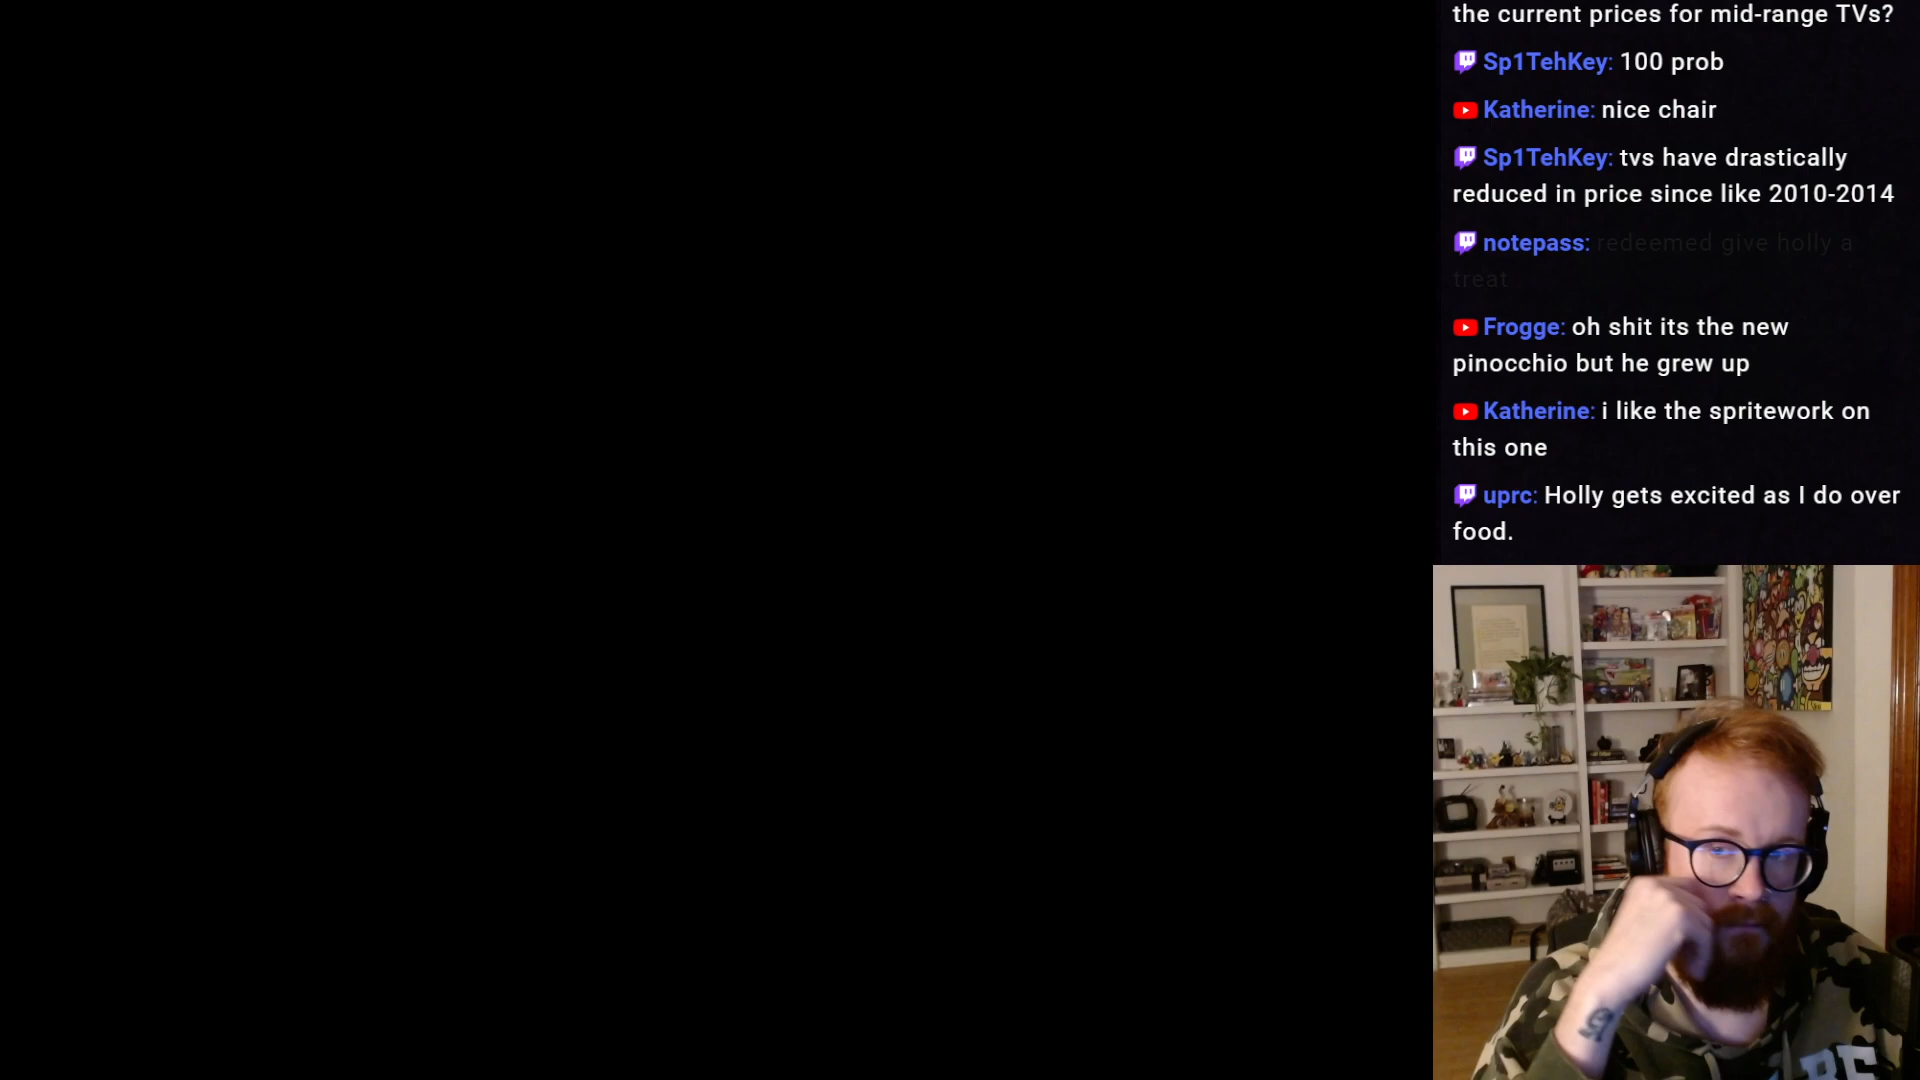 the current prices for mid-range TVs?
Sp1TehKey: 100 prob
Katherine: nice chair
Sp1TehKey: tvs have drastically
reduced in price since like 2010-2014
notepass: redeemed give holly a
treat
Frogge: oh shit its the new
pinocchio but he grew up
Katherine: i like the spritework on
this one
uprc: Holly gets excited as I do over
food.